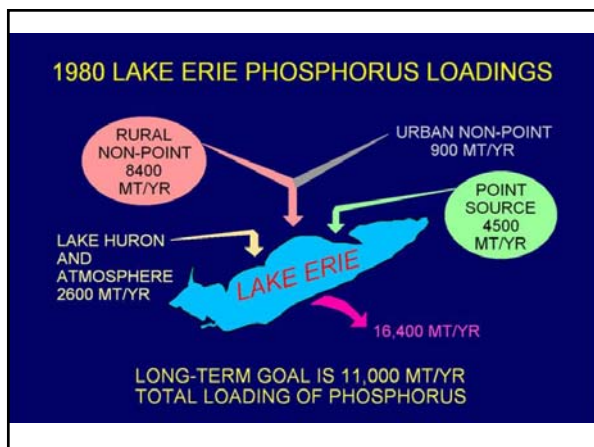 1980 LAKE ERIE PHOSPHORUS LOADINGS
RURAL
NON-POINT
8400
MT/YR
URBAN NON-POINT
900 MT/YR
POINT
SOURCE
4500
MT/YR
LAKE HURON
AND
ATMOSPHERE
2600 MT/YR
LAKE ERIE
16,400 MT/YR
LONG-TERM GOAL IS 11,000 MT/YR
TOTAL LOADING OF PHOSPHORUS